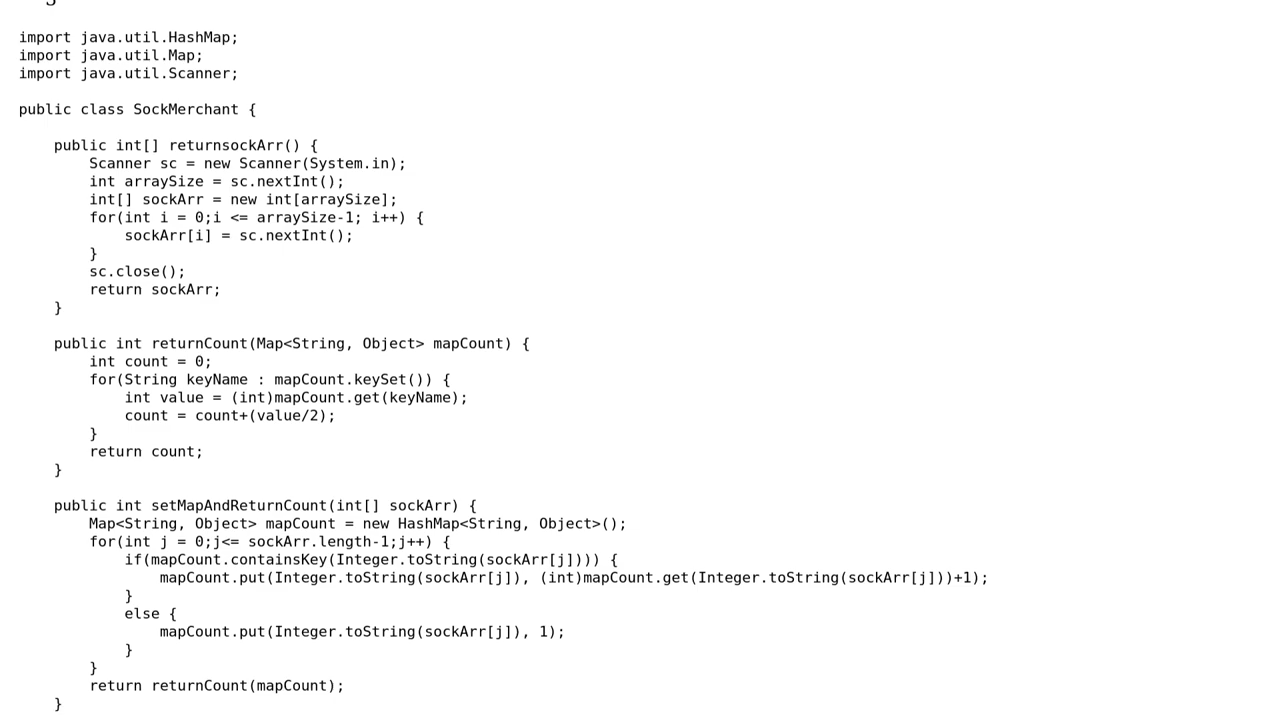 import java.util.HashMap;
import java.util.Map;
import java.util.Scanner;

public class SockMerchant {

    public int[] returnsockArr() {
        Scanner sc = new Scanner(System.in);
        int arraySize = sc.nextInt();
        int[] sockArr = new int[arraySize];
        for(int i = 0;i <= arraySize-1; i++) {
            sockArr[i] = sc.nextInt();
        }
        sc.close();
        return sockArr;
    }

    public int returnCount(Map<String, Object> mapCount) {
        int count = 0;
        for(String keyName : mapCount.keySet()) {
            int value = (int)mapCount.get(keyName);
            count = count+(value/2);
        }
        return count;
    }

    public int setMapAndReturnCount(int[] sockArr) {
        Map<String, Object> mapCount = new HashMap<String, Object>();
        for(int j = 0;j<= sockArr.length-1;j++) {
            if(mapCount.containsKey(Integer.toString(sockArr[j]))) {
                mapCount.put(Integer.toString(sockArr[j]), (int)mapCount.get(Integer.toString(sockArr[j]))+1);
            }
            else {
                mapCount.put(Integer.toString(sockArr[j]), 1);
            }
        }
        return returnCount(mapCount);
    }